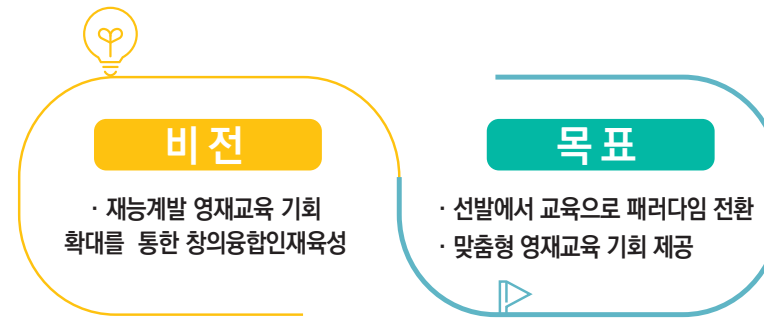 비전
· 재능계발 영재교육 기회
확대를 통한 창의융합인재육성
목표
· 선발에서 교육으로 패러다임 전환
· 맞춤형 영재교육 기회 제공